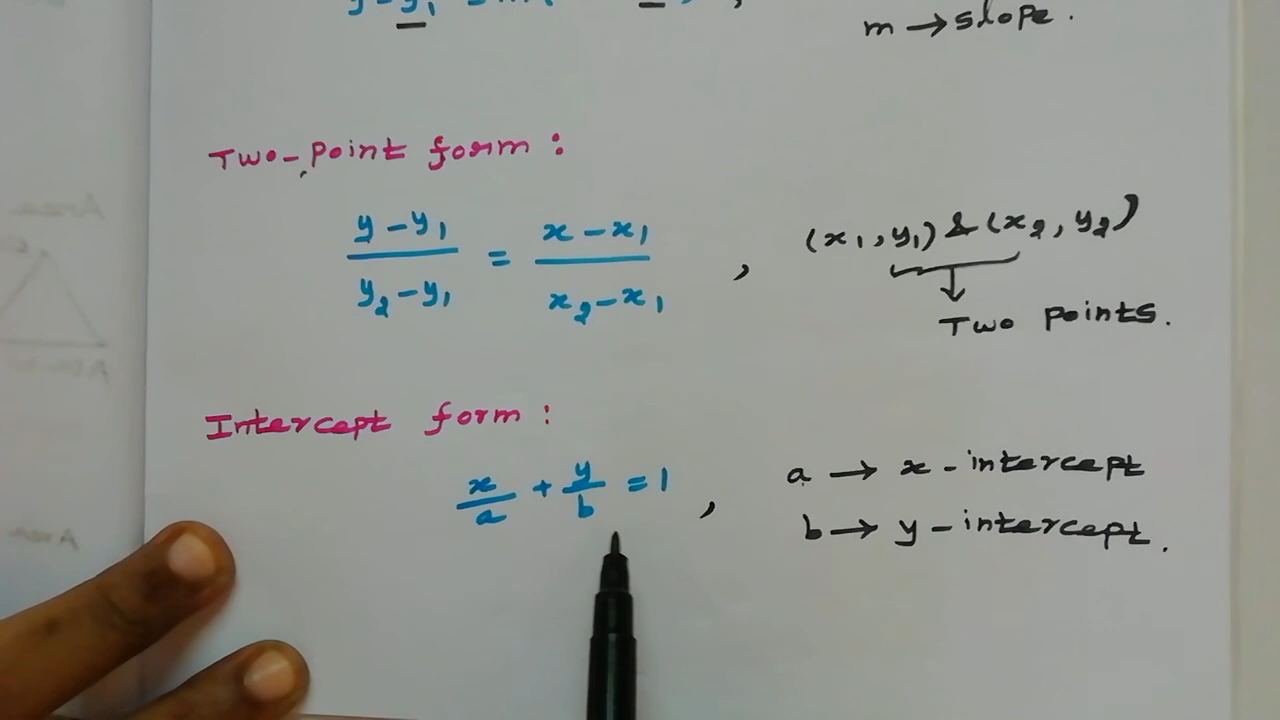 m → slope.
Two-point form :
y-y₁/y₂-y₁ = x-x₁/x₂-x₁ , (x₁,y₁) & (x₂,y₂)
Two points.
Intercept form :
x/a + y/b = 1 , a → x-intercept
b → y-intercept.